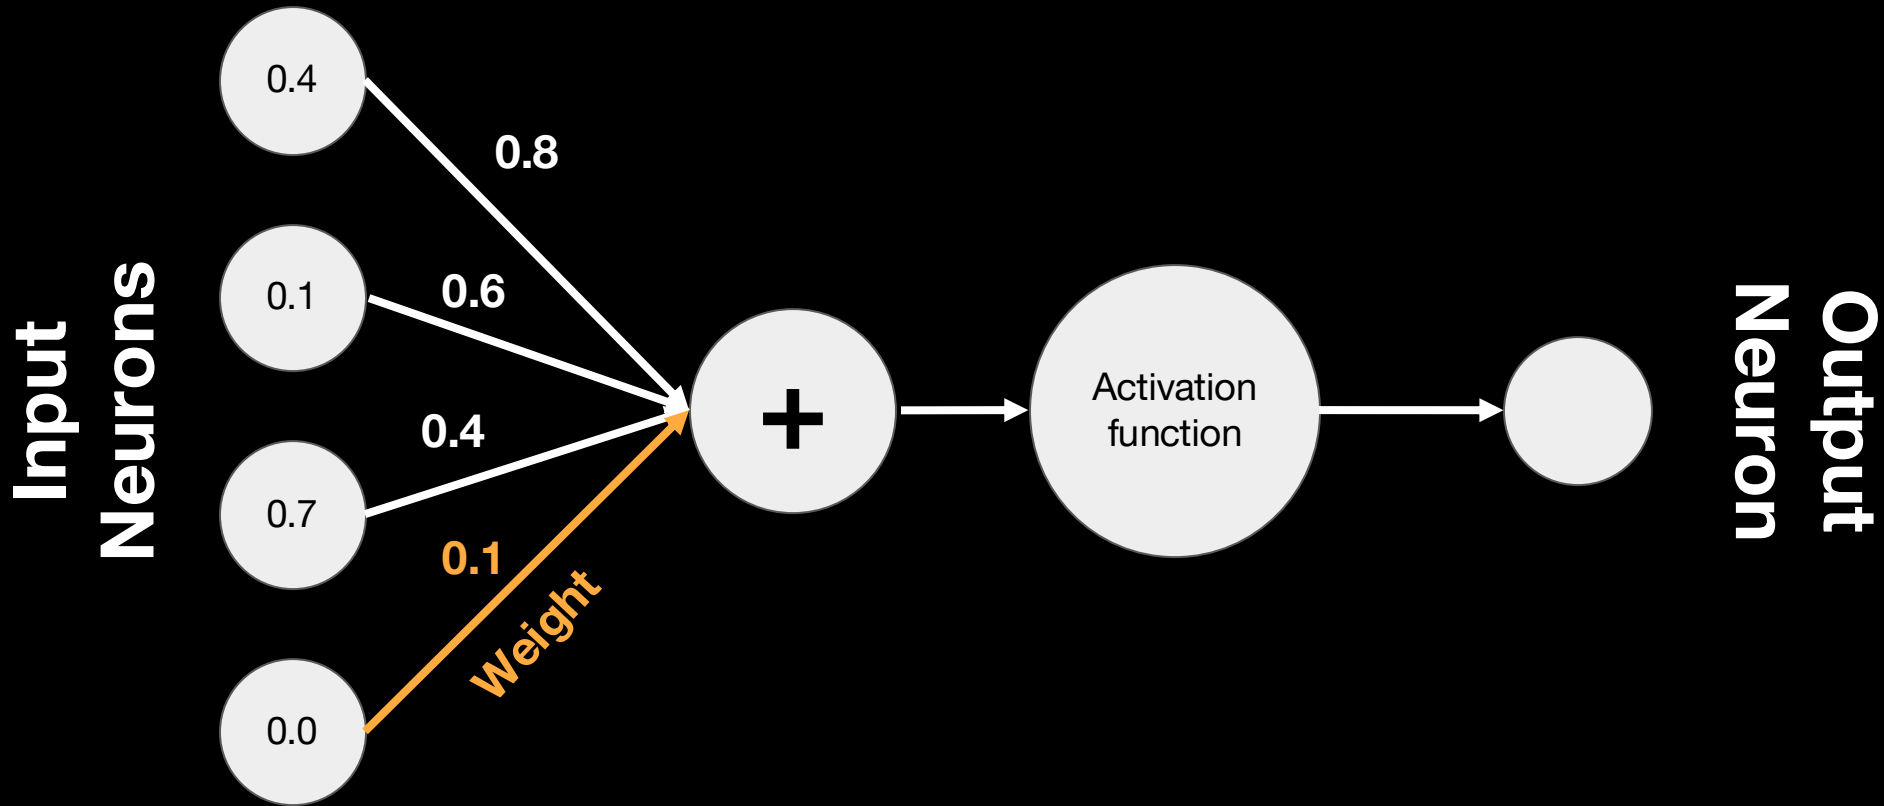 Input
Neurons
0.4
0.1
0.7
0.0
0.8
0.6
0.4
0.1
Weight
+
Activation
function
Output
Neuron